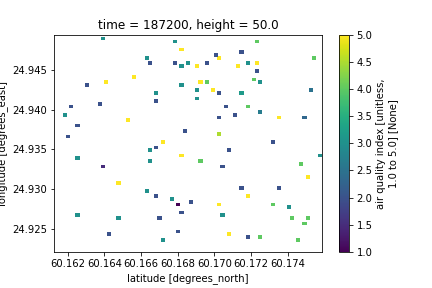 time = 187200, height = 50.0
24.945
24.940
24.935
24.930
24.925
longitude [degrees_east]
60.162 60.164 60.166 60.168 60.170 60.172 60.174
latitude [degrees_north]
5.0
4.5
4.0
3.5
3.0
2.5
2.0
1.5
1.0
air quality index [unitless,
1.0 to 5.0] [None]